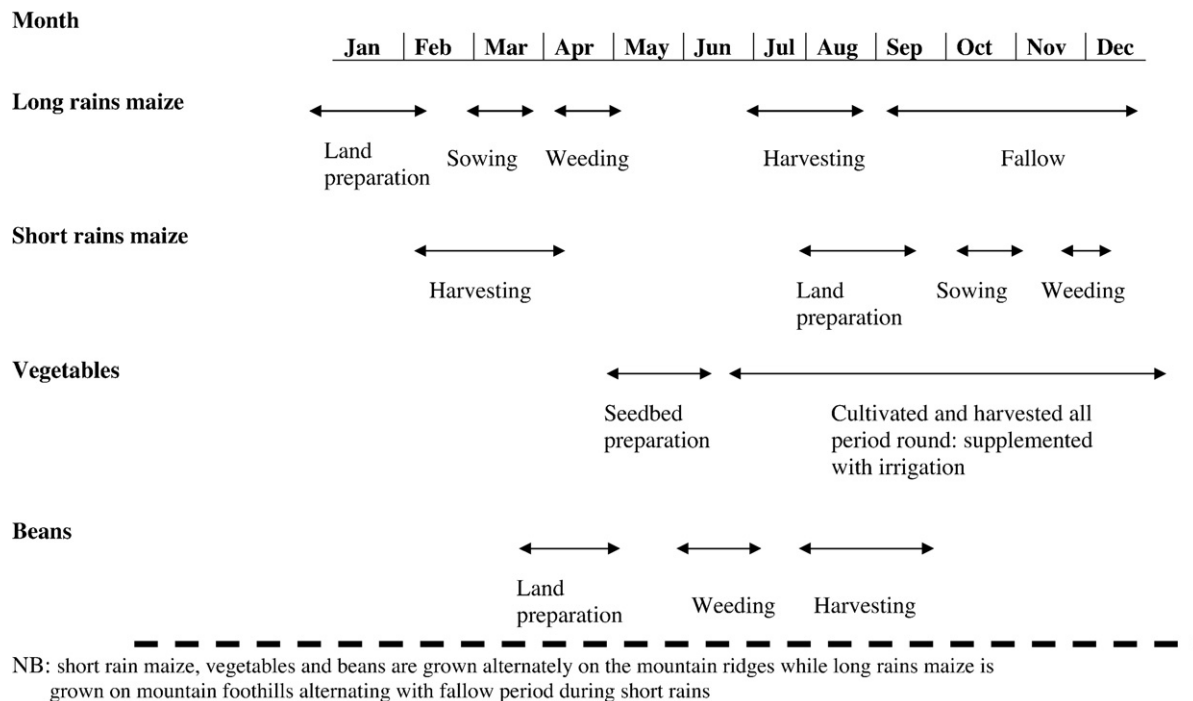 Month
Jan Feb Mar Apr May Jun Jul Aug Sep Oct Nov Dec
Long rains maize
Land
preparation
Sowing
Weeding
Harvesting
Fallow
Short rains maize
Harvesting
Land
preparation
Sowing
Weeding
Vegetables
Seedbed
preparation
Cultivated and harvested all
period round: supplemented
with irrigation
Beans
Land
preparation
Weeding
Harvesting
NB: short rain maize, vegetables and beans are grown alternately on the mountain ridges while long rains maize is
grown on mountain foothills alternating with fallow period during short rains